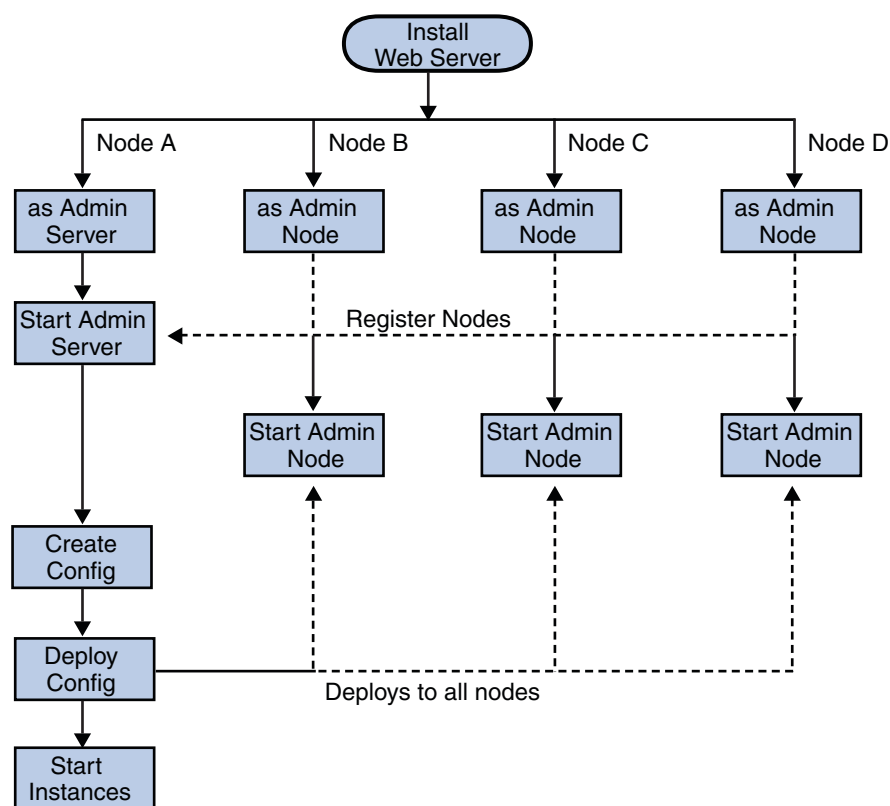 Install
Web Server
Node A
Node B
Node C
Node D
as Admin
Server
as Admin
Node
as Admin
Node
as Admin
Node
Start Admin
Server
Register Nodes
Start Admin
Node
Start Admin
Node
Start Admin
Node
Create
Config
Deploy
Config
Deploys to all nodes
Start
Instances